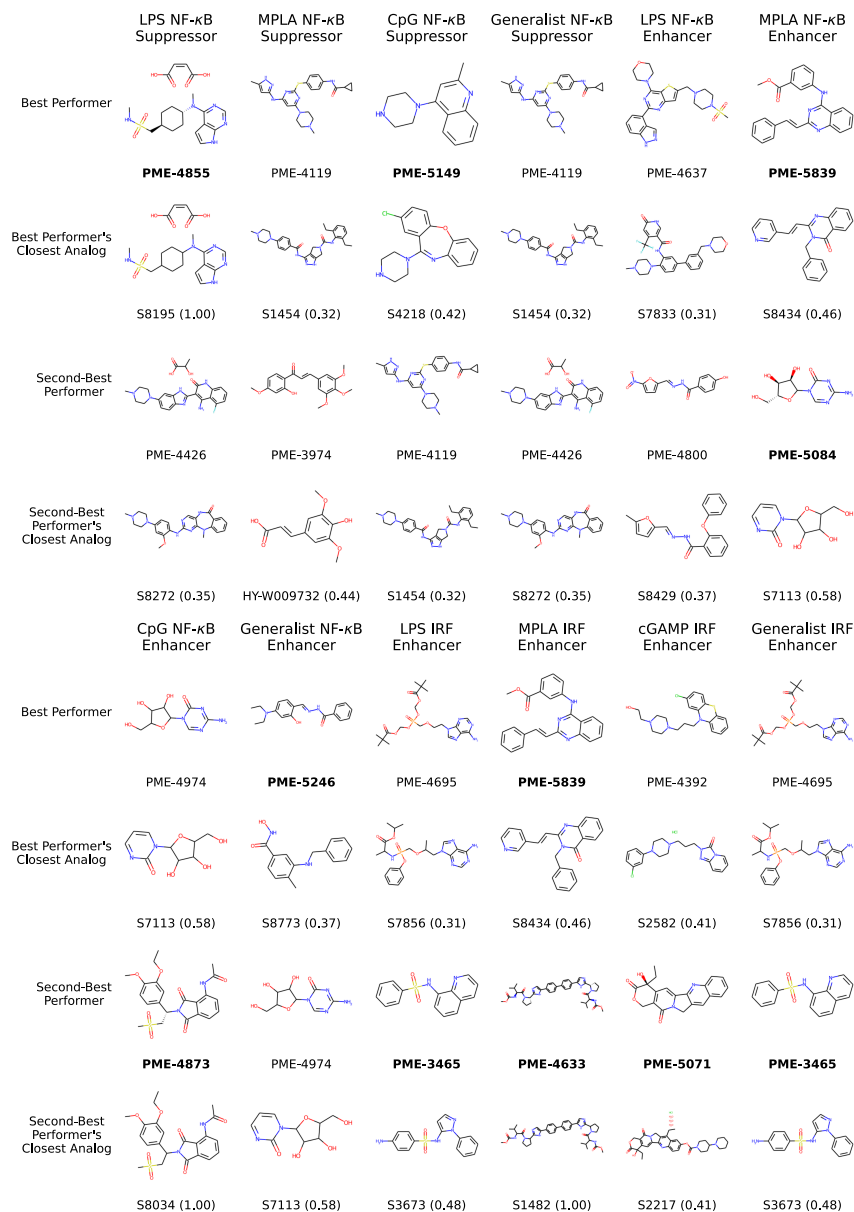 LPS NF-κB MPLA NF-κB CpG NF-κB Generalist NF-κB LPS NF-κB MPLA NF-κB
Suppressor Suppressor Suppressor Suppressor Enhancer Enhancer
Best Performer
PME-4855 PME-4119 PME-5149 PME-4119 PME-4637 PME-5839
Best Performer's
Closest Analog
S8195 (1.00) S1454 (0.32) S4218 (0.42) S1454 (0.32) S7833 (0.31) S8434 (0.46)
Second-Best
Performer
PME-4426 PME-3974 PME-4119 PME-4426 PME-4800 PME-5084
Second-Best
Performer's
Closest Analog
S8272 (0.35) HY-W009732 (0.44) S1454 (0.32) S8272 (0.35) S8429 (0.37) S7113 (0.58)
CpG NF-κB Generalist NF-κB LPS IRF MPLA IRF cGAMP IRF Generalist IRF
Enhancer Enhancer Enhancer Enhancer Enhancer Enhancer
Best Performer
PME-4974 PME-5246 PME-4695 PME-5839 PME-4392 PME-4695
Best Performer's
Closest Analog
S7113 (0.58) S8773 (0.37) S7856 (0.31) S8434 (0.46) S2582 (0.41) S7856 (0.31)
Second-Best
Performer
PME-4873 PME-4974 PME-3465 PME-4633 PME-5071 PME-3465
Second-Best
Performer's
Closest Analog
S8034 (1.00) S7113 (0.58) S3673 (0.48) S1482 (1.00) S2217 (0.41) S3673 (0.48)